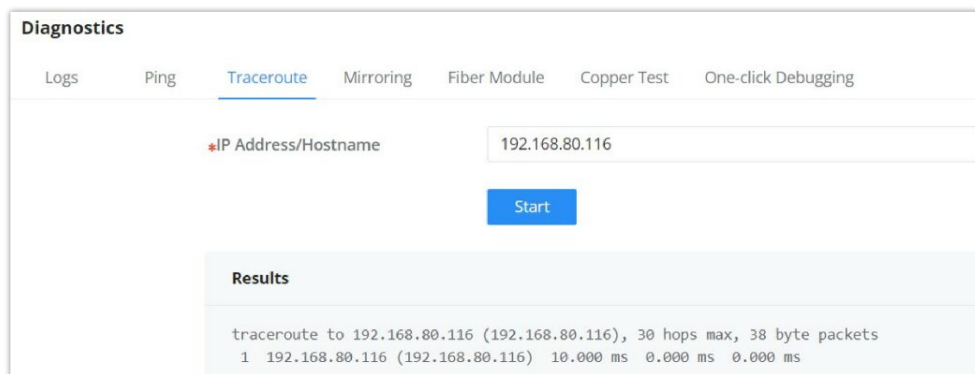 Diagnostics
Logs Ping Traceroute Mirroring Fiber Module Copper Test One-click Debugging
*IP Address/Hostname 192.168.80.116
Start
Results
traceroute to 192.168.80.116 (192.168.80.116), 30 hops max, 38 byte packets
1 192.168.80.116 (192.168.80.116) 10.000 ms 0.000 ms 0.000 ms